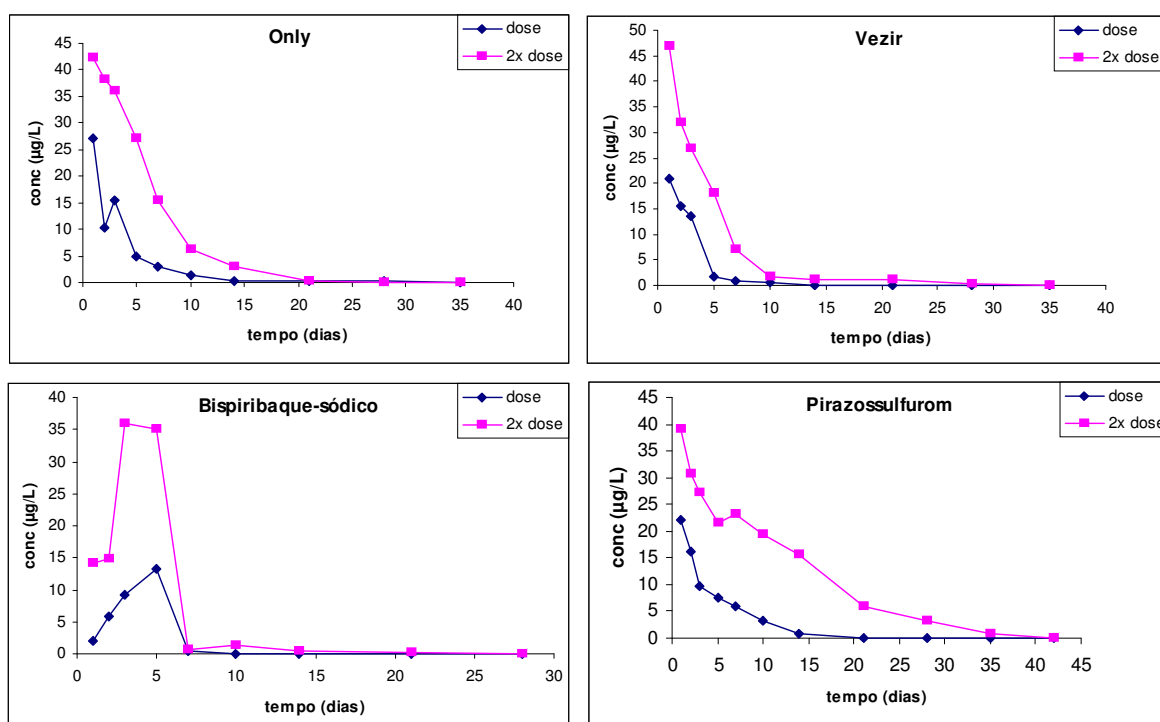 Only
dose
2x dose
conc (µg/L)
45
40
35
30
25
20
15
10
5
0
0 5 10 15 20 25 30 35 40
tempo (dias)
Vezir
dose
2x dose
conc (µg/L)
50
45
40
35
30
25
20
15
10
5
0
0 5 10 15 20 25 30 35 40
tempo (dias)
Bispiribaque-sódico
dose
2x dose
conc (µg/L)
40
35
30
25
20
15
10
5
0
0 5 10 15 20 25 30
tempo (dias)
Pirazossulfurom
dose
2x dose
conc (µg/L)
45
40
35
30
25
20
15
10
5
0
0 5 10 15 20 25 30 35 40 45
tempo (dias)